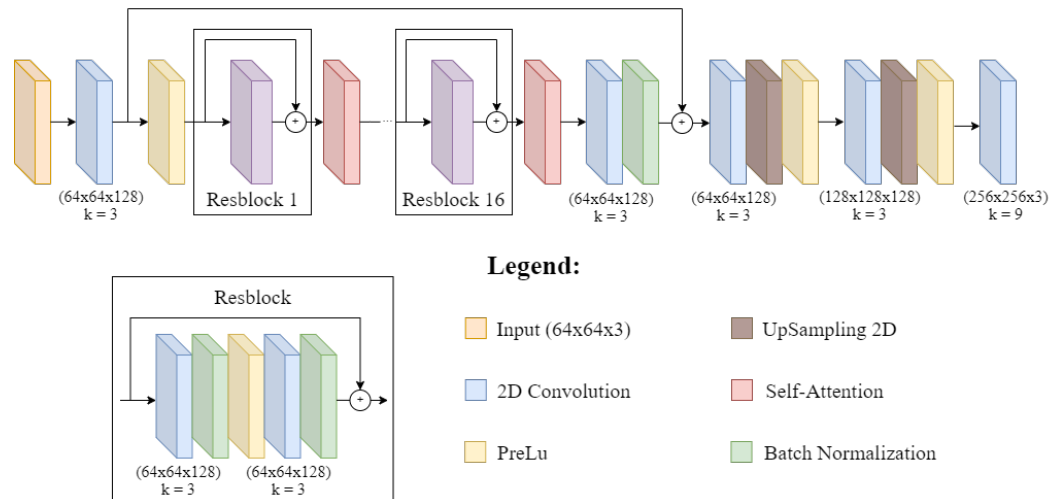 (64x64x128)
k = 3
Resblock 1
...
Resblock 16
(64x64x128)
k = 3
(64x64x128)
k = 3
(128x128x128)
k = 3
(256x256x3)
k = 9
+
+
+
Legend:
Resblock
+
(64x64x128)
k = 3
(64x64x128)
k = 3
Input (64x64x3)
UpSampling 2D
2D Convolution
Self-Attention
PreLu
Batch Normalization